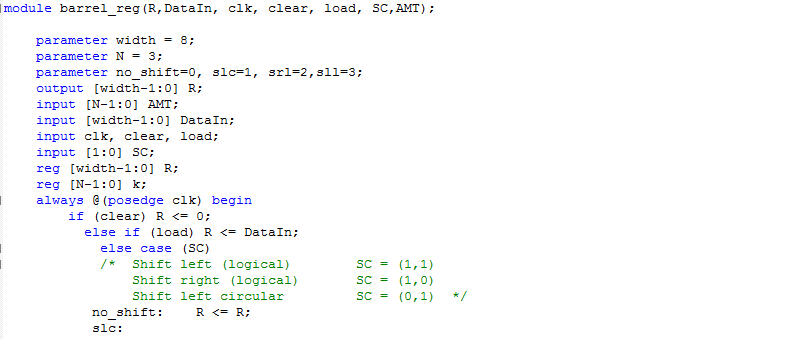 module barrel_reg(R,DataIn, clk, clear, load, SC,AMT);
parameter width = 8;
parameter N = 3;
parameter no_shift=0, slc=1, srl=2,sll=3;
output [width-1:0] R;
input [N-1:0] AMT;
input [width-1:0] DataIn;
input clk, clear, load;
input [1:0] SC;
reg [width-1:0] R;
reg [N-1:0] k;
always @(posedge clk) begin
if (clear) R <= 0;
else if (load) R <= DataIn;
else case (SC)
/* Shift left (logical) SC = (1,1)
Shift right (logical) SC = (1,0)
Shift left circular SC = (0,1) */
no_shift: R <= R;
slc: